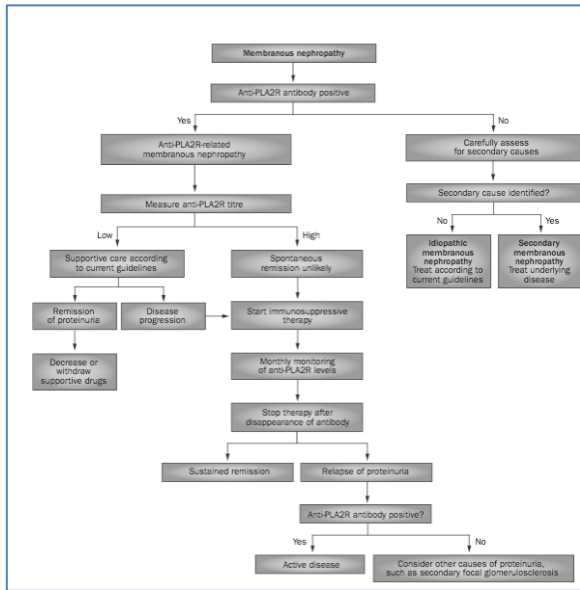 Membranous nephropathy
Anti-PLA2R antibody positive
Yes
No
Anti-PLA2R-related
membranous nephropathy
Carefully assess
for secondary causes
Measure anti-PLA2R titre
Secondary cause identified?
Low
High
No
Yes
Supportive care according
to current guidelines
Spontaneous
remission unlikely
Idiopathic
membranous
nephropathy
Treat according to
current guidelines
Secondary
membranous
nephropathy
Treat underlying
disease
Remission
of proteinuria
Disease
progression
Start immunosuppressive
therapy
Decrease or
withdraw
supportive drugs
Monthly monitoring
of anti-PLA2R levels
Stop therapy after
disappearance of antibody
Sustained remission
Relapse of proteinuria
Anti-PLA2R antibody positive?
Yes
No
Active disease
Consider other causes of proteinuria,
such as secondary focal glomerulosclerosis